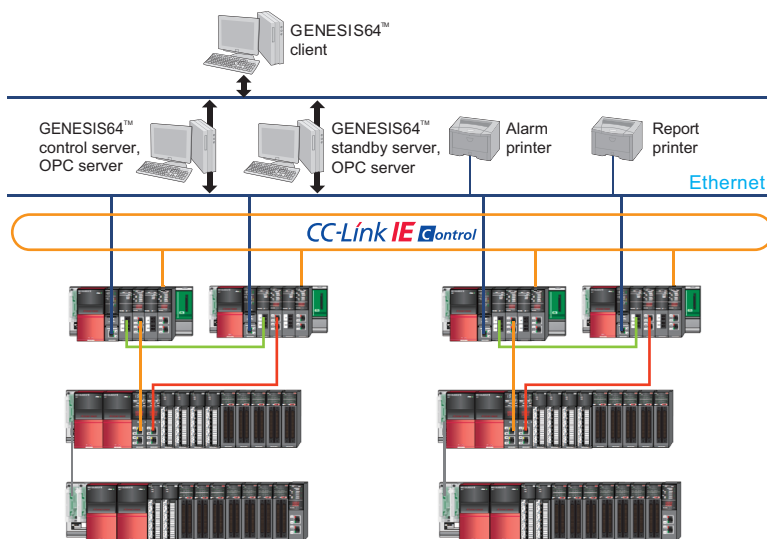 GENESIS64™
client
GENESIS64™
control server,
OPC server
GENESIS64™
standby server,
OPC server
Alarm
printer
Report
printer
Ethernet
CC-Link IE Control